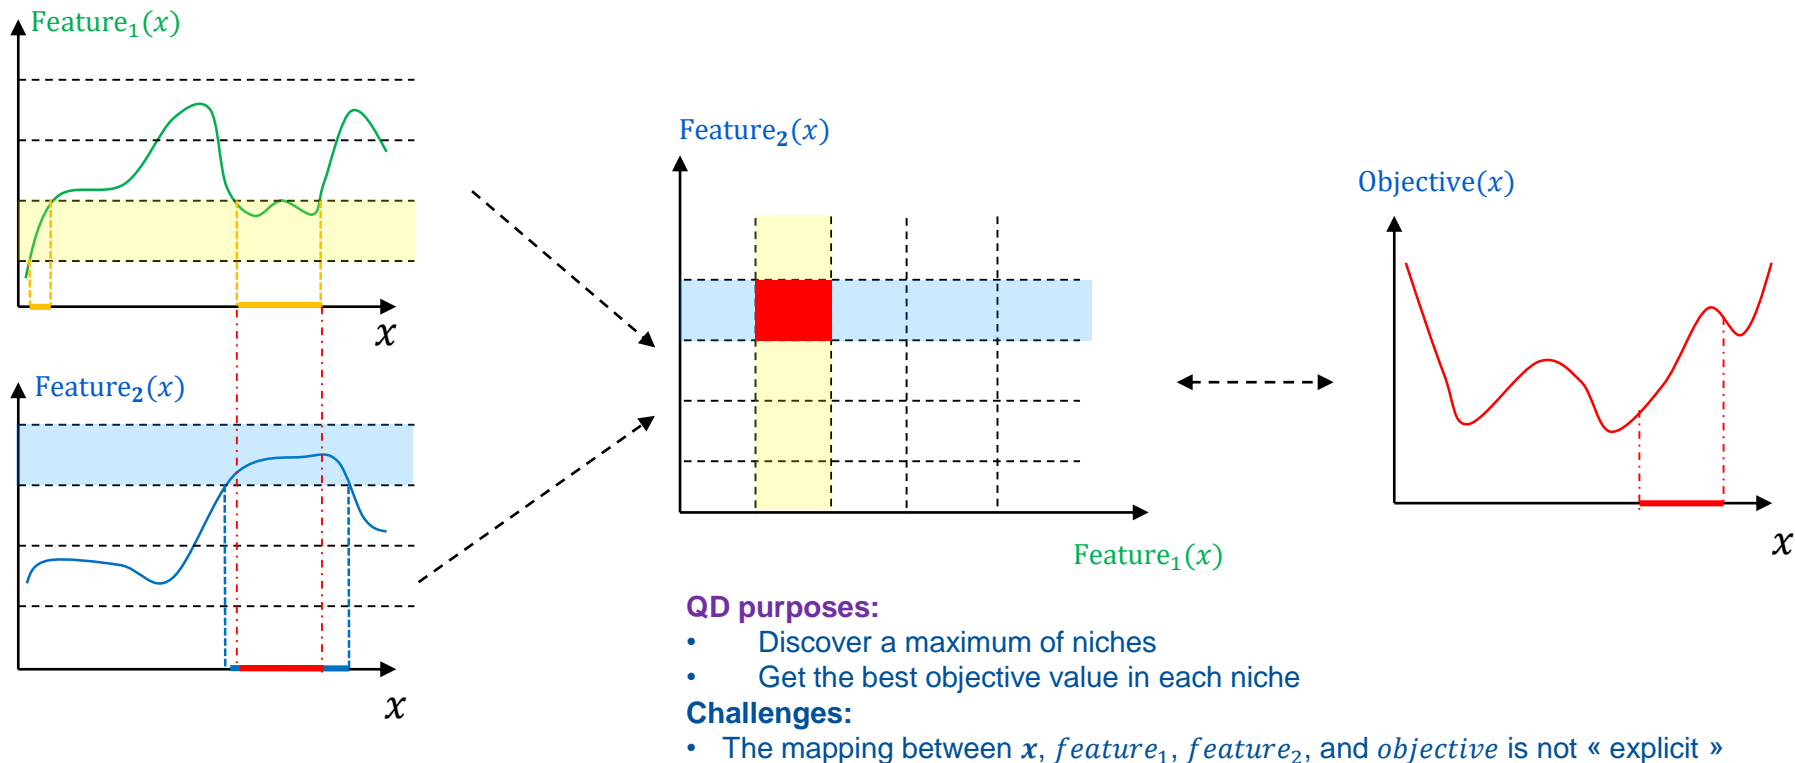 Feature₁(x)
x
Feature₂(x)
x
Feature₂(x)
Feature₁(x)
Objective(x)
x
QD purposes:
• Discover a maximum of niches
• Get the best objective value in each niche
Challenges:
• The mapping between x, feature₁, feature₂, and objective is not « explicit »